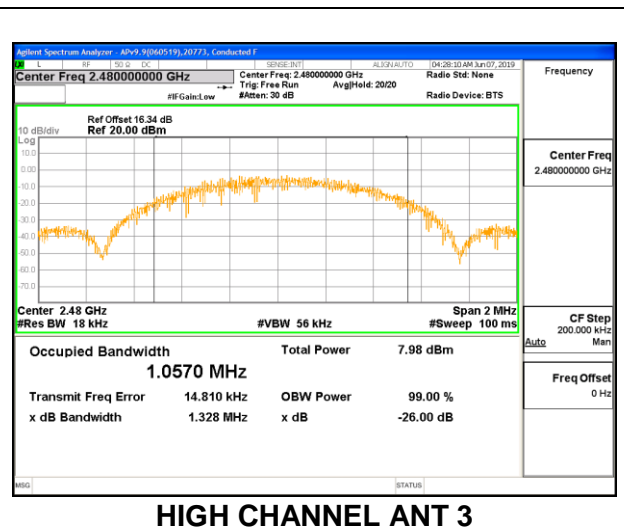 Agilent Spectrum Analyzer - APv9.9(060519),20773, Conducted F
L RF 50 Ω DC SENSE:INT ALIGN AUTO 04:28:10 AM Jun 07, 2019
Center Freq 2.480000000 GHz
Center Freq: 2.480000000 GHz
Radio Std: None
Trig: Free Run Avg|Hold: 20/20
#IFGain:Low #Atten: 30 dB Radio Device: BTS
Frequency
Ref Offset 16.34 dB
10 dB/div Ref 20.00 dBm
Log
10.0
0.00
-10.0
-20.0
-30.0
-40.0
-50.0
-60.0
-70.0
Center 2.48 GHz Span 2 MHz
#Res BW 18 kHz #VBW 56 kHz #Sweep 100 ms
Center Freq
2.480000000 GHz
CF Step
200.000 kHz
Auto Man
Freq Offset
0 Hz
Occupied Bandwidth Total Power 7.98 dBm
1.0570 MHz
Transmit Freq Error 14.810 kHz OBW Power 99.00 %
x dB Bandwidth 1.328 MHz x dB -26.00 dB
MSG STATUS
HIGH CHANNEL ANT 3